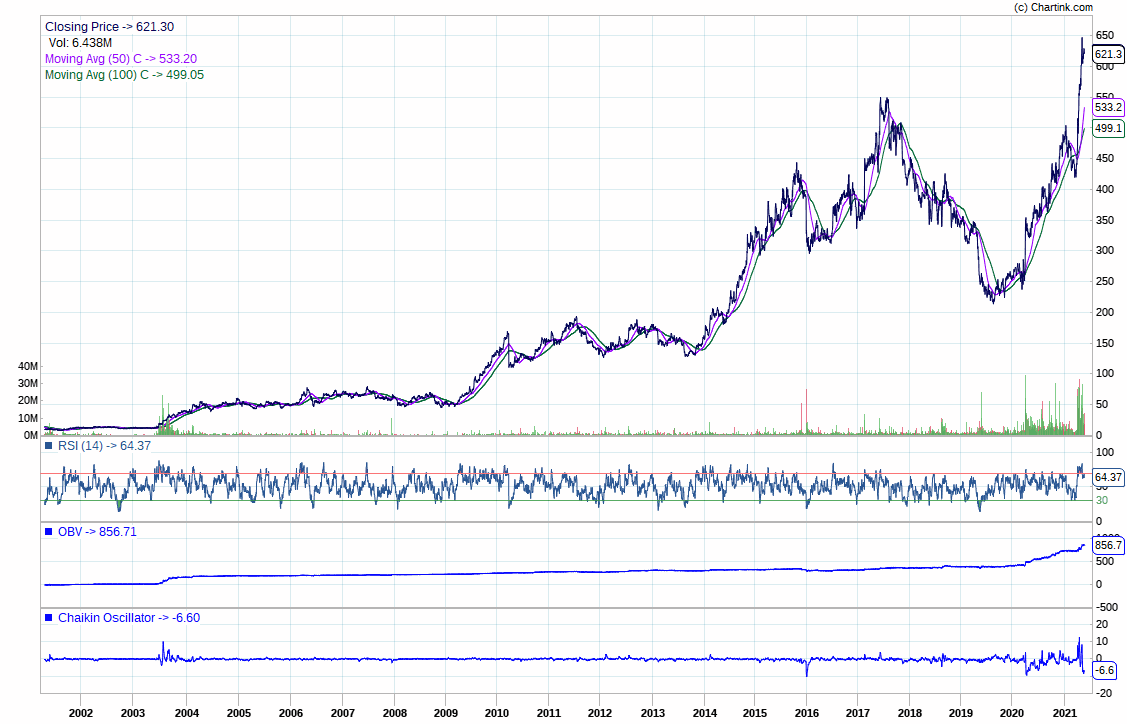 (c) Chartink.com
Closing Price -> 621.30
Vol: 6.438M
Moving Avg (50) C -> 533.20
Moving Avg (100) C -> 499.05
650
621.3
600
550
533.2
499.1
450
400
350
300
250
200
150
100
50
0
40M
30M
20M
10M
0M
RSI (14) -> 64.37
100
64.37
30
0
OBV -> 856.71
856.7
500
0
-500
Chaikin Oscillator -> -6.60
20
10
0
-6.6
-20
2002 2003 2004 2005 2006 2007 2008 2009 2010 2011 2012 2013 2014 2015 2016 2017 2018 2019 2020 2021